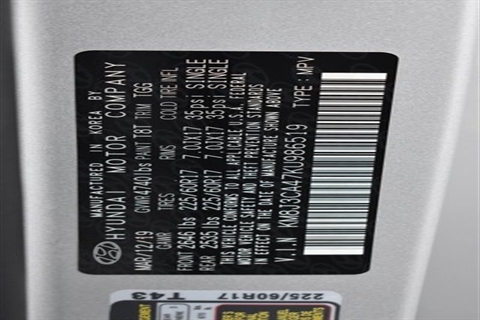 MANUFACTURED IN KOREA BY
HYUNDAI MOTOR COMPANY
MAR/12/19 GVWR4740lbs PAINT T8T TRIM TGG
GAWR TIRES RIMS COLD TIRE INFL.
FRONT 2646 lbs 225/60R17 7.0JX17 35psi SINGLE
REAR 2535 lbs 225/60R17 7.0JX17 35psi SINGLE
THIS VEHICLE CONFORMS TO ALL APPLICABLE U.S.A. FEDERAL
MOTOR VEHICLE SAFETY AND THEFT PREVENTION STANDARDS
IN EFFECT ON THE DATE OF MANUFACTURE SHOWN ABOVE
V.I.N KM8J3CA47KU986519 TYPE: MPV
225/60R17
T43